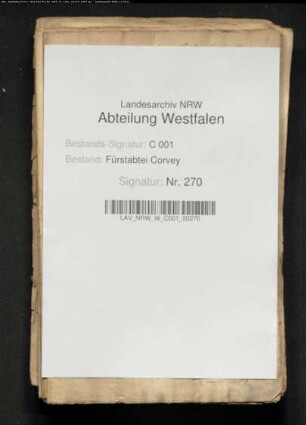 Landesarchiv NRW
Abteilung Westfalen
Bestands-Signatur: C 001
Bestand: Fürstabtei Corvey
Signatur: Nr. 270
LAV_NRW_W_C001_00270